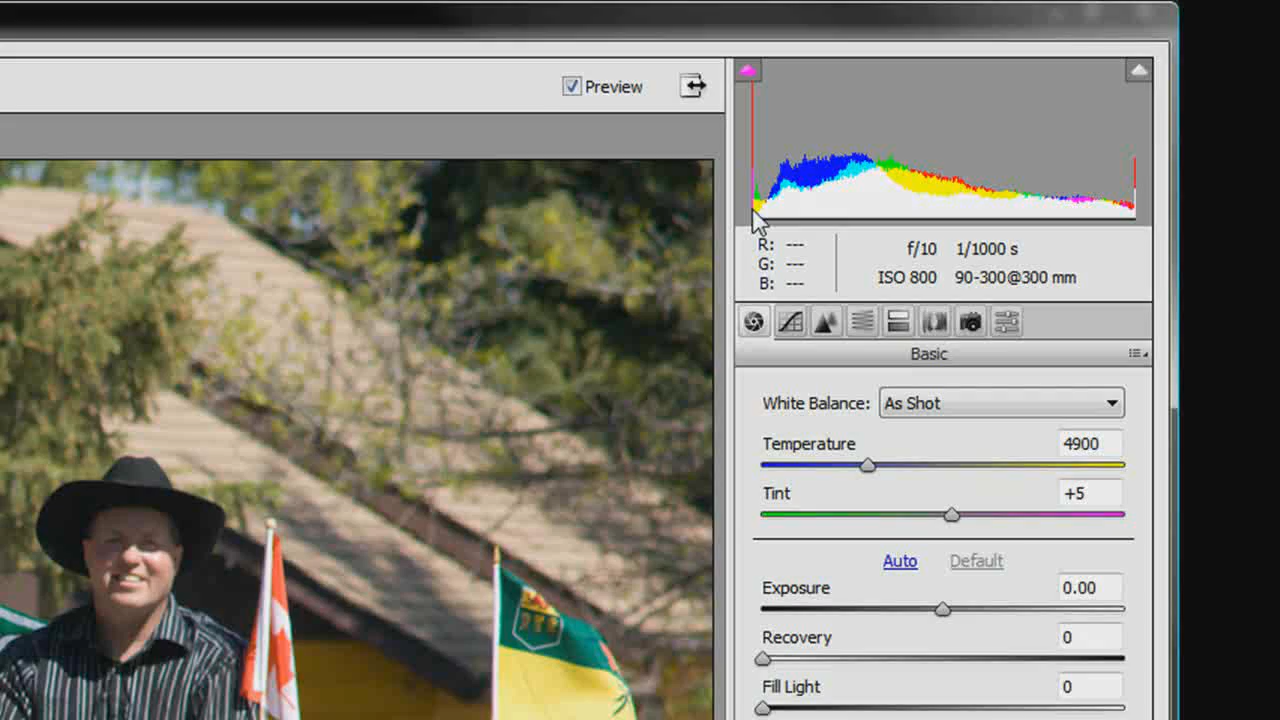 Preview
R: ---
G: ---
B: ---
f/10 1/1000 s
ISO 800 90-300@300 mm
Basic
White Balance: As Shot
Temperature 4900
Tint +5
Auto Default
Exposure 0.00
Recovery 0
Fill Light 0